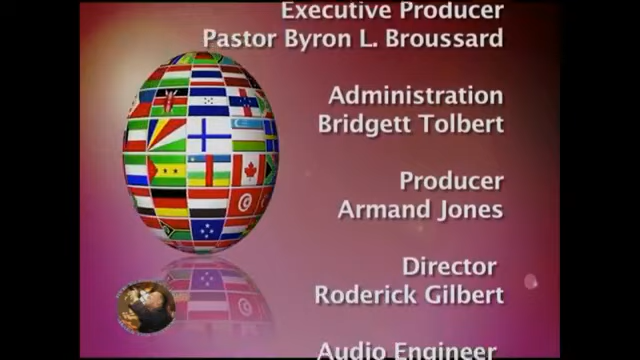 Executive Producer
Pastor Byron L. Broussard
Administration
Bridgett Tolbert
Producer
Armand Jones
Director
Roderick Gilbert
Audio Engineer